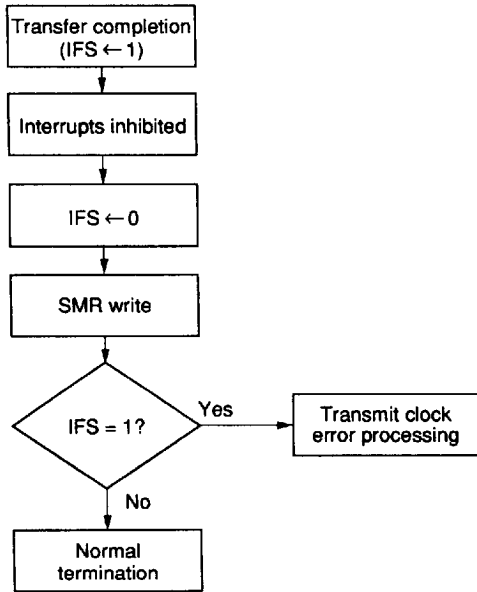 Transfer completion
(IFS ← 1)
Interrupts inhibited
IFS ← 0
SMR write
IFS = 1?
Yes
Transmit clock
error processing
No
Normal
termination